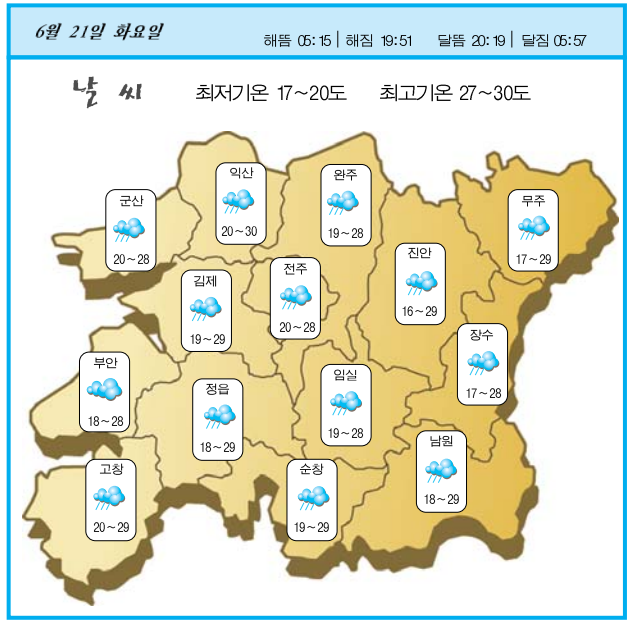 6월 21일 화요일
해뜸 05:15 | 해짐 19:51 달뜸 20:19 | 달짐 05:57
날 씨 최저기온 17~20도 최고기온 27~30도
익산
20~30
완주
19~28
군산
20~28
무주
17~29
진안
16~29
전주
20~28
김제
19~29
장수
17~28
부안
18~28
임실
19~28
정읍
18~29
남원
18~29
고창
20~29
순창
19~29